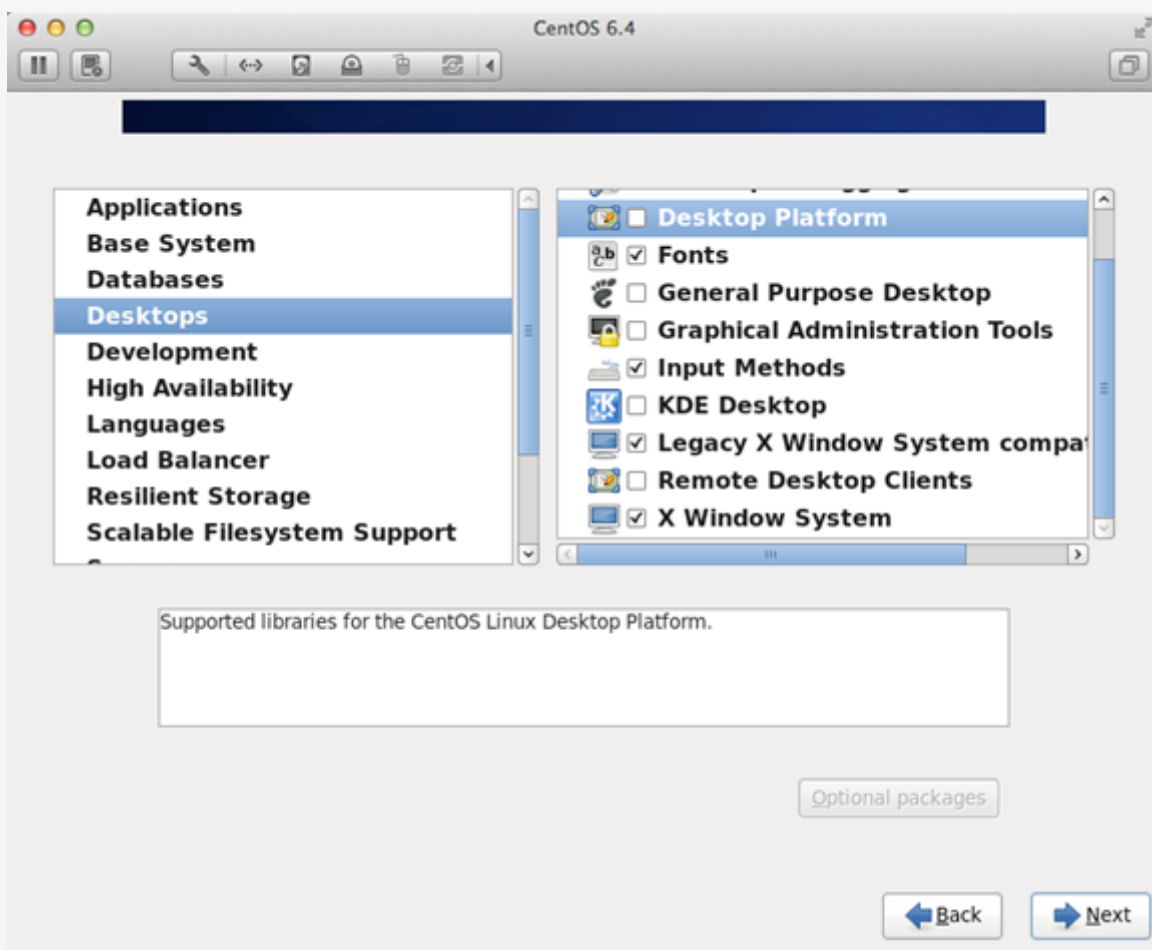 CentOS 6.4
Applications
Base System
Databases
Desktops
Development
High Availability
Languages
Load Balancer
Resilient Storage
Scalable Filesystem Support
Desktop Platform
Fonts
General Purpose Desktop
Graphical Administration Tools
Input Methods
KDE Desktop
Legacy X Window System compat
Remote Desktop Clients
X Window System
Supported libraries for the CentOS Linux Desktop Platform.
Optional packages
Back
Next